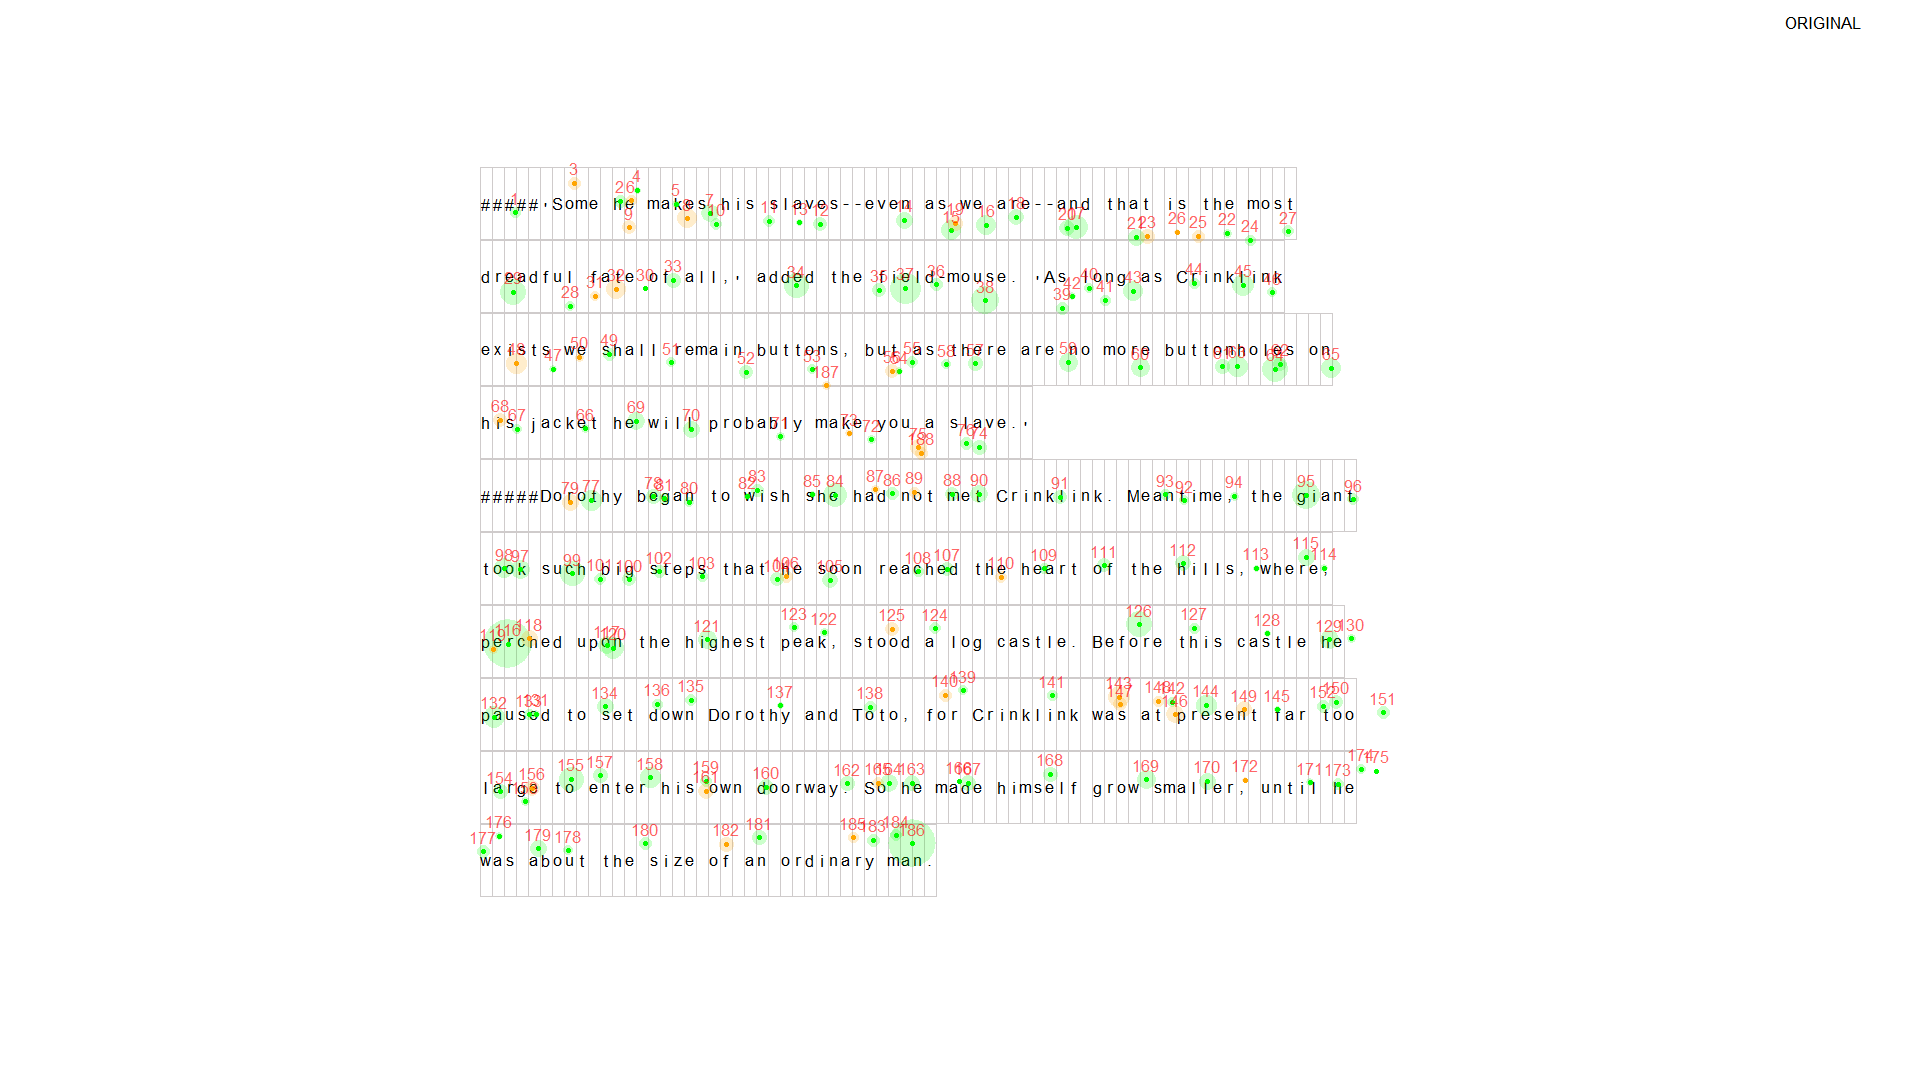 ORIGINAL
#####'Some he makes his slaves--even as we are--and that is the most
dreadful fate of all,' added the field-mouse. 'As long as Crinklink
exists we shall remain buttons, but as there are no more buttonholes on
his jacket he will probably make you a slave.'
#####Dorothy began to wish she had not met Crinklink. Meantime, the giant
took such big steps that he soon reached the heart of the hills, where,
perched upon the highest peak, stood a log castle. Before this castle he
paused to set down Dorothy and Toto, for Crinklink was at present far too
large to enter his own doorway. So he made himself grow smaller, until he
was about the size of an ordinary man.